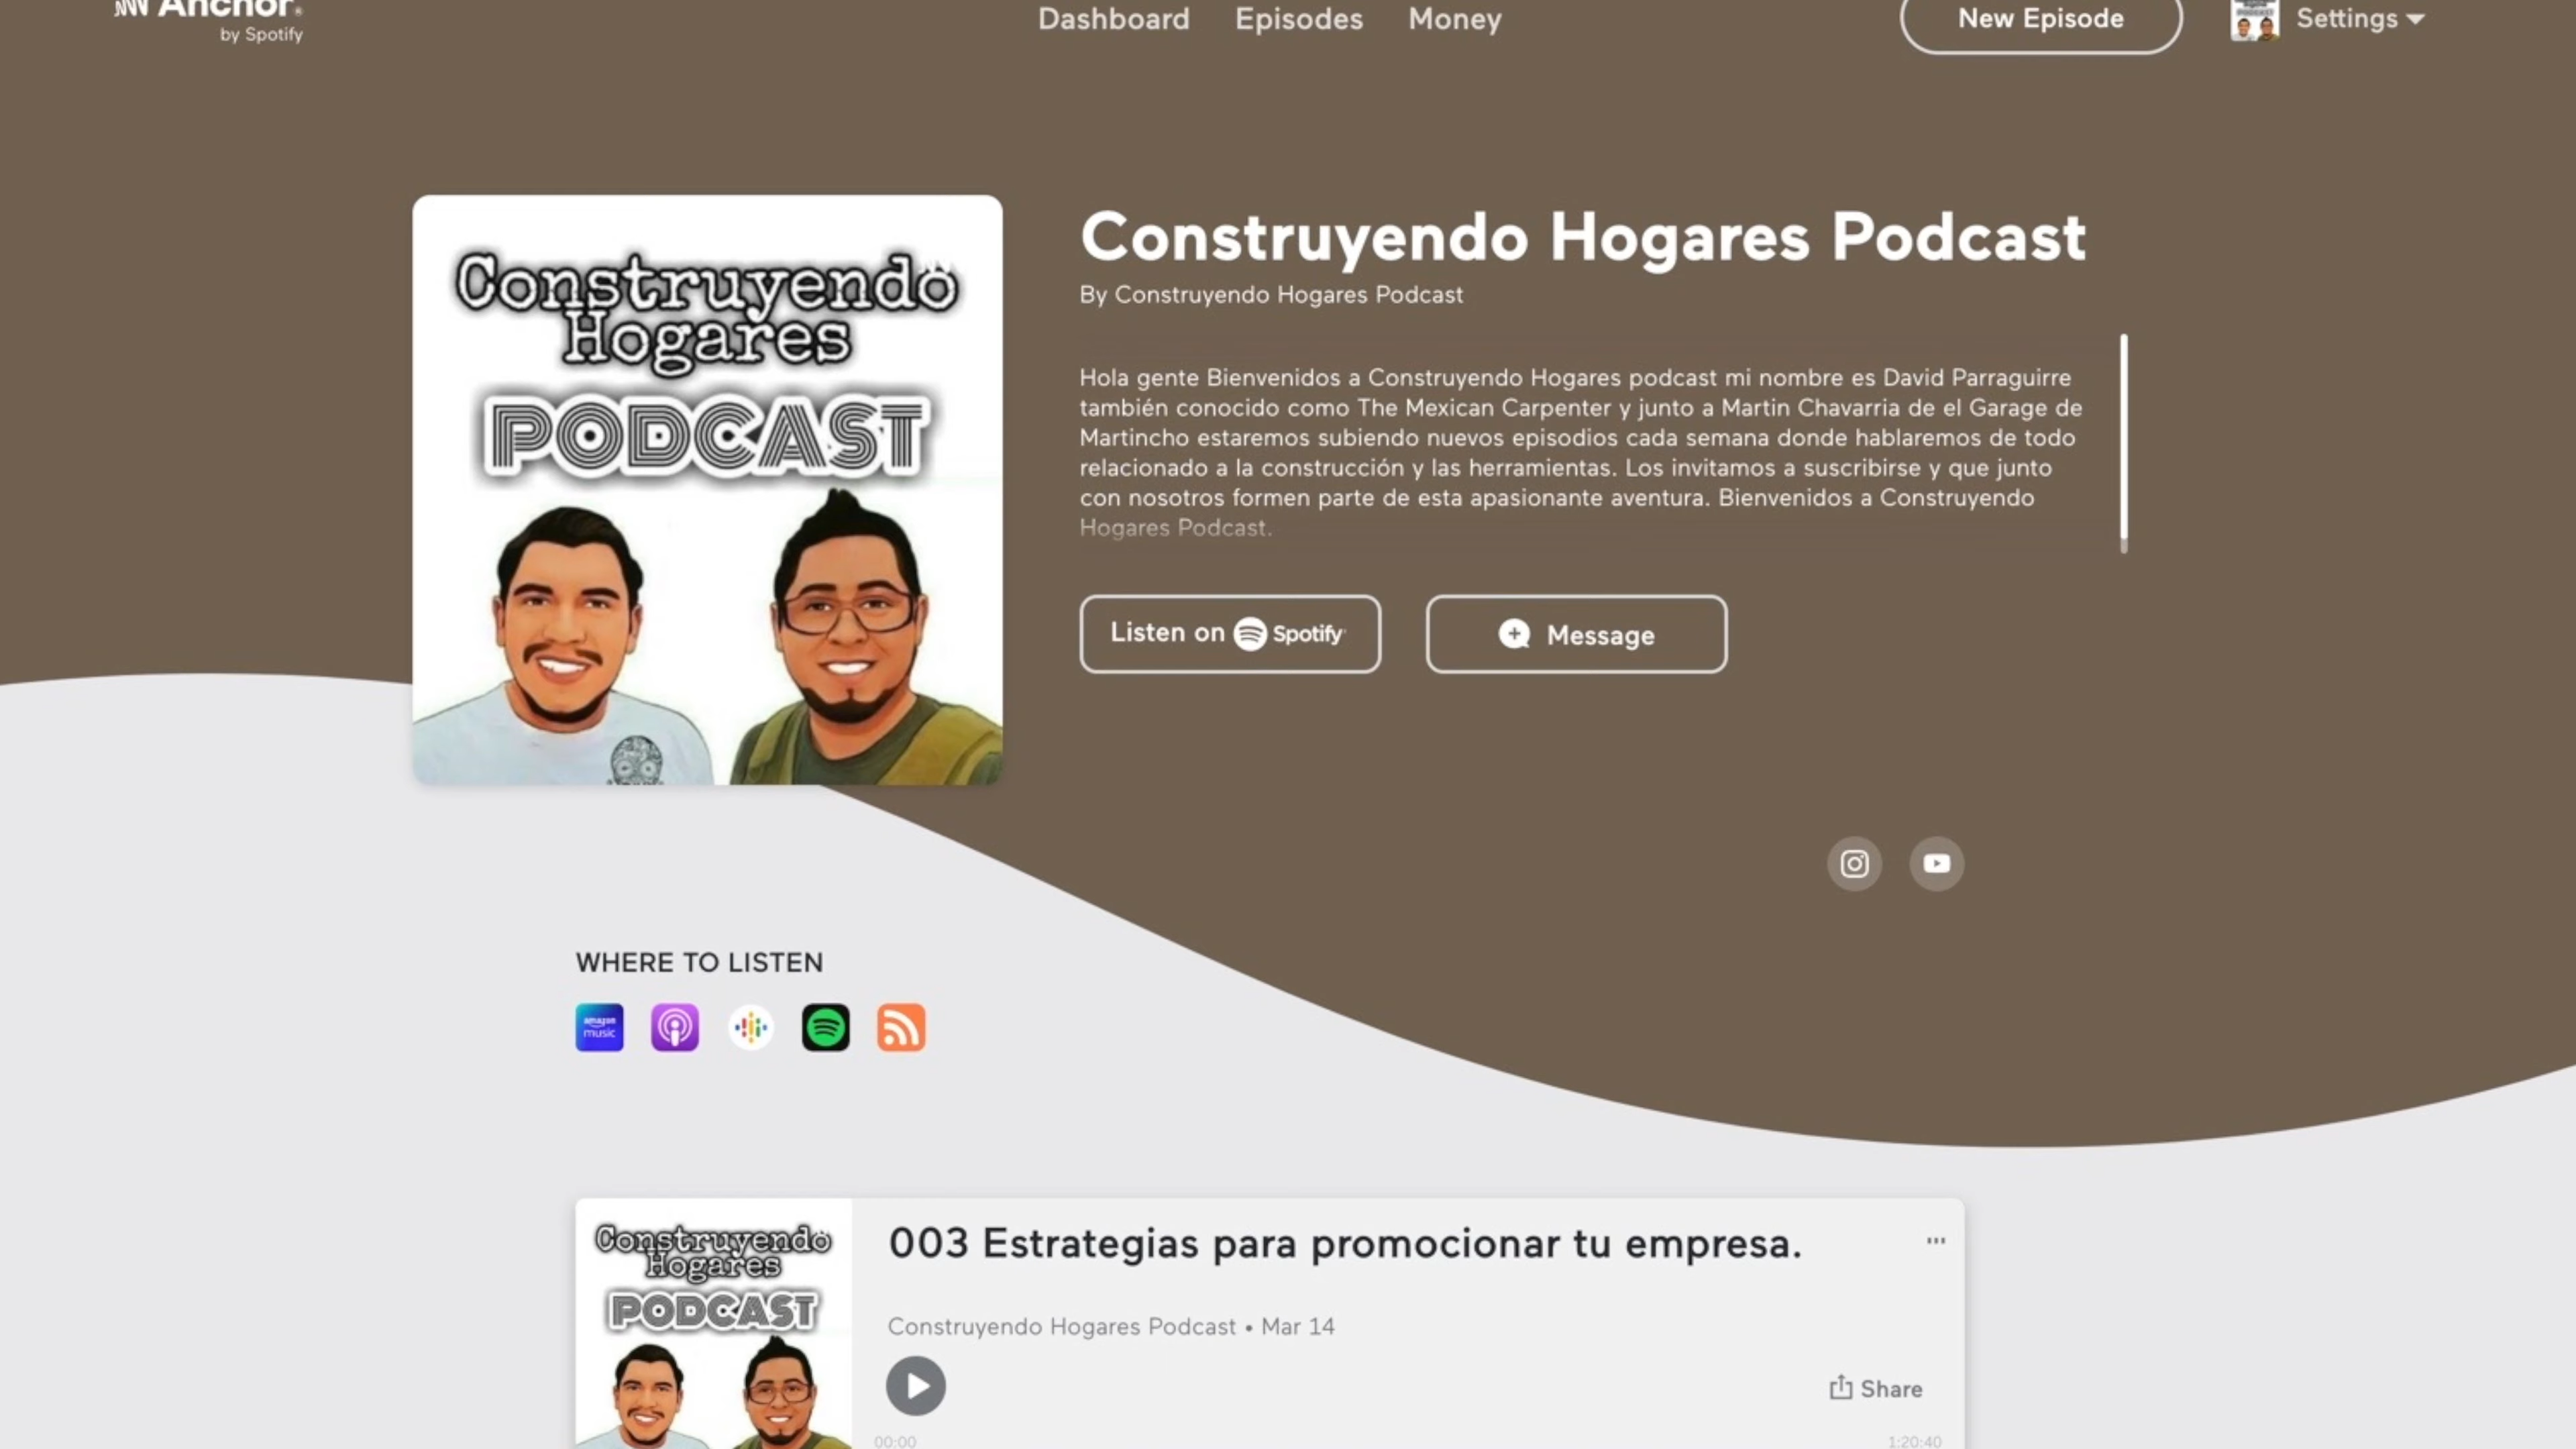 Anchor
by Spotify
Dashboard
Episodes
Money
New Episode
Settings
Construyendo
Hogares
PODCAST
Construyendo Hogares Podcast
By Construyendo Hogares Podcast
Hola gente Bienvenidos a Construyendo Hogares podcast mi nombre es David Parraguirre
también conocido como The Mexican Carpenter y junto a Martin Chavarria de el Garage de
Martincho estaremos subiendo nuevos episodios cada semana donde hablaremos de todo
relacionado a la construcción y las herramientas. Los invitamos a suscribirse y que junto
con nosotros formen parte de esta apasionante aventura. Bienvenidos a Construyendo
Hogares Podcast.
Listen on Spotify
Message
WHERE TO LISTEN
amazon
music
Construyendo
Hogares
PODCAST
003 Estrategias para promocionar tu empresa.
...
Construyendo Hogares Podcast • Mar 14
Share
00:00
1:20:40